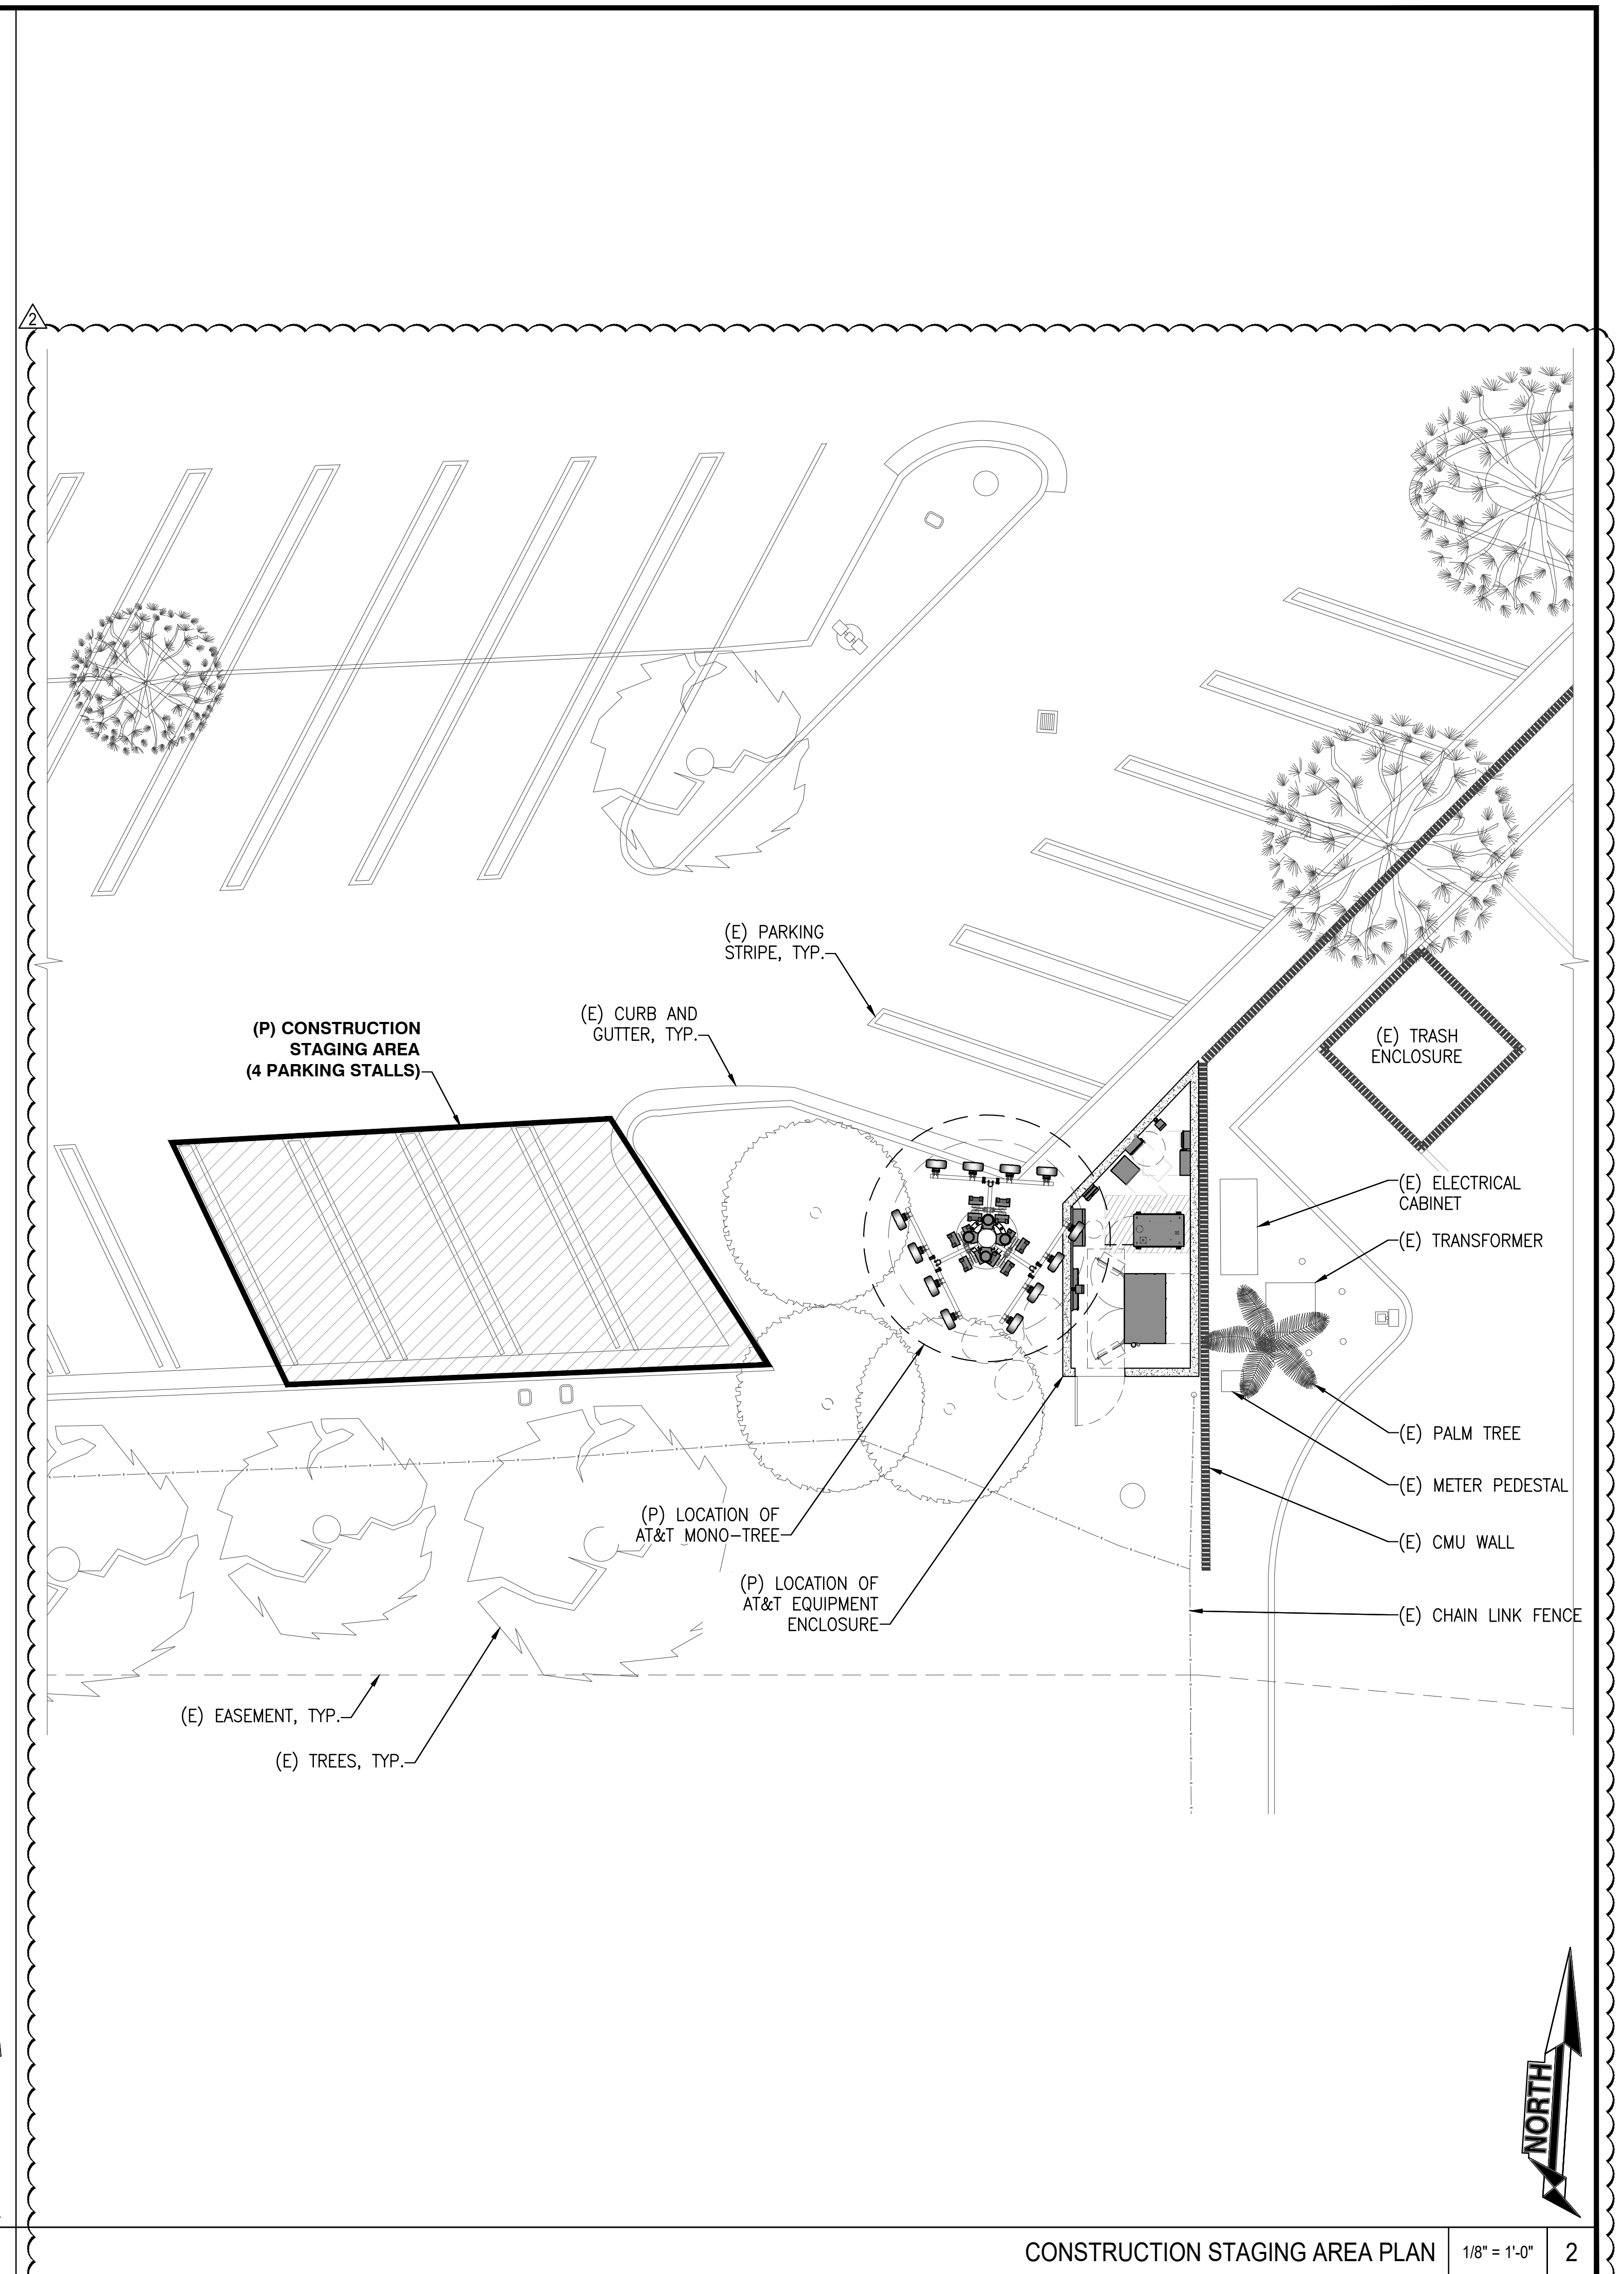 2
(E) PARKING
STRIPE, TYP.
(E) CURB AND
GUTTER, TYP.
(P) CONSTRUCTION
STAGING AREA
(4 PARKING STALLS)
(E) TRASH
ENCLOSURE
(E) ELECTRICAL
CABINET
(E) TRANSFORMER
(E) PALM TREE
(E) METER PEDESTAL
(E) CMU WALL
(E) CHAIN LINK FENCE
(P) LOCATION OF
AT&T MONO-TREE
(P) LOCATION OF
AT&T EQUIPMENT
ENCLOSURE
(E) EASEMENT, TYP.
(E) TREES, TYP.
NORTH
CONSTRUCTION STAGING AREA PLAN
1/8" = 1'-0"
2